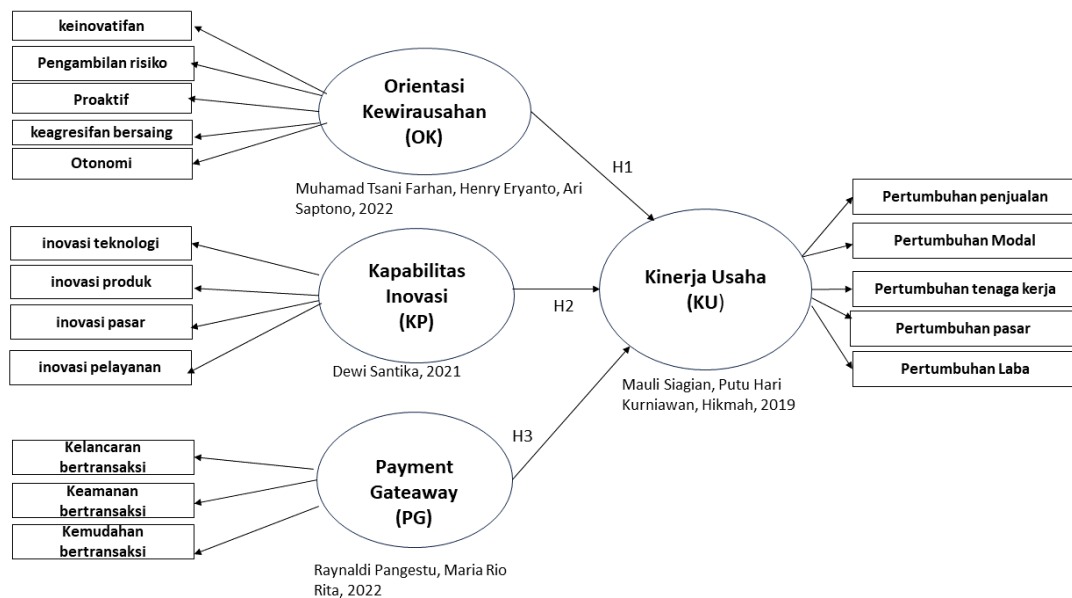 keinovatifan
Pengambilan risiko
Proaktif
keagresifan bersaing
Otonomi
Orientasi
Kewirausahan
(OK)
Muhamad Tsani Farhan, Henry Eryanto, Ari
Saptono, 2022
H1
inovasi teknologi
inovasi produk
inovasi pasar
inovasi pelayanan
Kapabilitas
Inovasi
(KP)
Dewi Santika, 2021
H2
Kelancaran
bertransaksi
Keamanan
bertransaksi
Kemudahan
bertransaksi
Payment
Gateaway
(PG)
Raynaldi Pangestu, Maria Rio
Rita, 2022
H3
Kinerja Usaha
(KU)
Mauli Siagian, Putu Hari
Kurniawan, Hikmah, 2019
Pertumbuhan penjualan
Pertumbuhan Modal
Pertumbuhan tenaga kerja
Pertumbuhan pasar
Pertumbuhan Laba